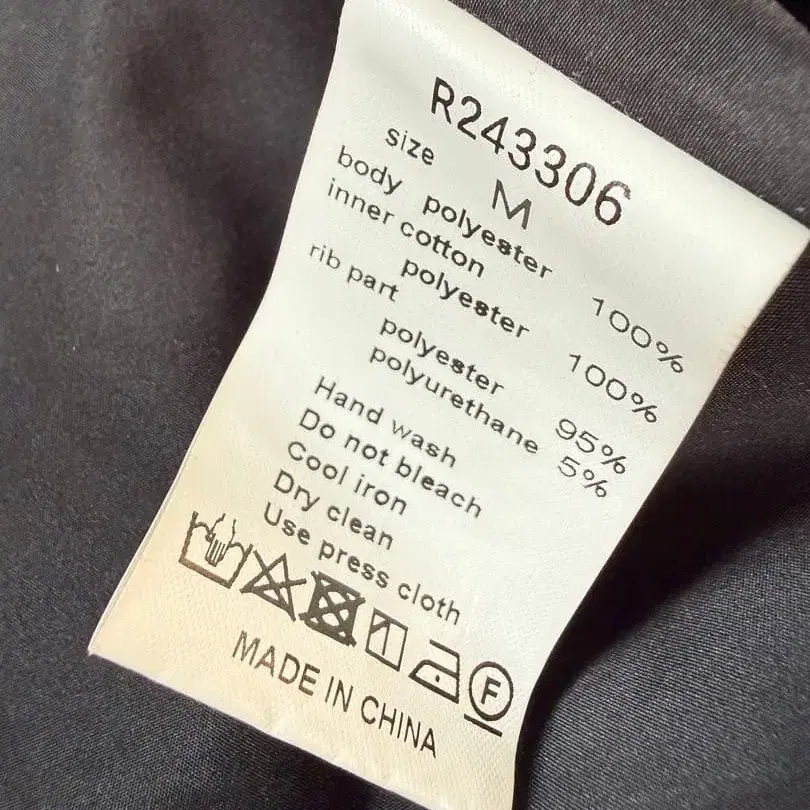 R243306
size M
body polyester 100%
inner cotton
polyester 100%
rib part
polyester 95%
polyurethane 5%
Hand wash
Do not bleach
Cool iron
Dry clean
Use press cloth
F
MADE IN CHINA